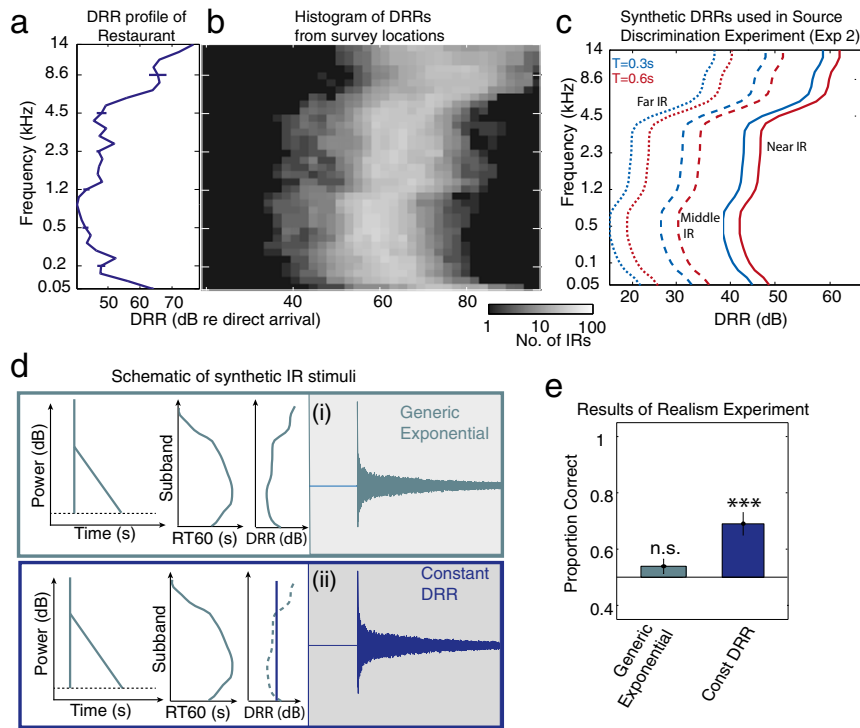 a
DRR profile of
Restaurant
14
8.6
4.5
2.3
1.2
0.5
0.2
0.05
Frequency (kHz)
50
70
DRR (dB re direct arrival)
b
Histogram of DRRs
from survey locations
40
60
80
1
10
100
No. of IRs
c
Synthetic DRRs used in Source
Discrimination Experiment (Exp 2)
14
8.6
4.5
2.3
1.2
0.5
0.1
0.05
Frequency (kHz)
T=0.3s
T=0.6s
Far IR
Near IR
Middle
IR
20
30
40
50
60
DRR (dB)
d
Schematic of synthetic IR stimuli
Power (dB)
Time (s)
Subband
RT60 (s)
DRR (dB)
(i)
Generic
Exponential
Power (dB)
Time (s)
Subband
RT60 (s)
DRR (dB)
(ii)
Constant
DRR
e
Results of Realism Experiment
Proportion Correct
1
0.8
0.6
0.4
n.s.
***
Generic
Exponential
Const DRR